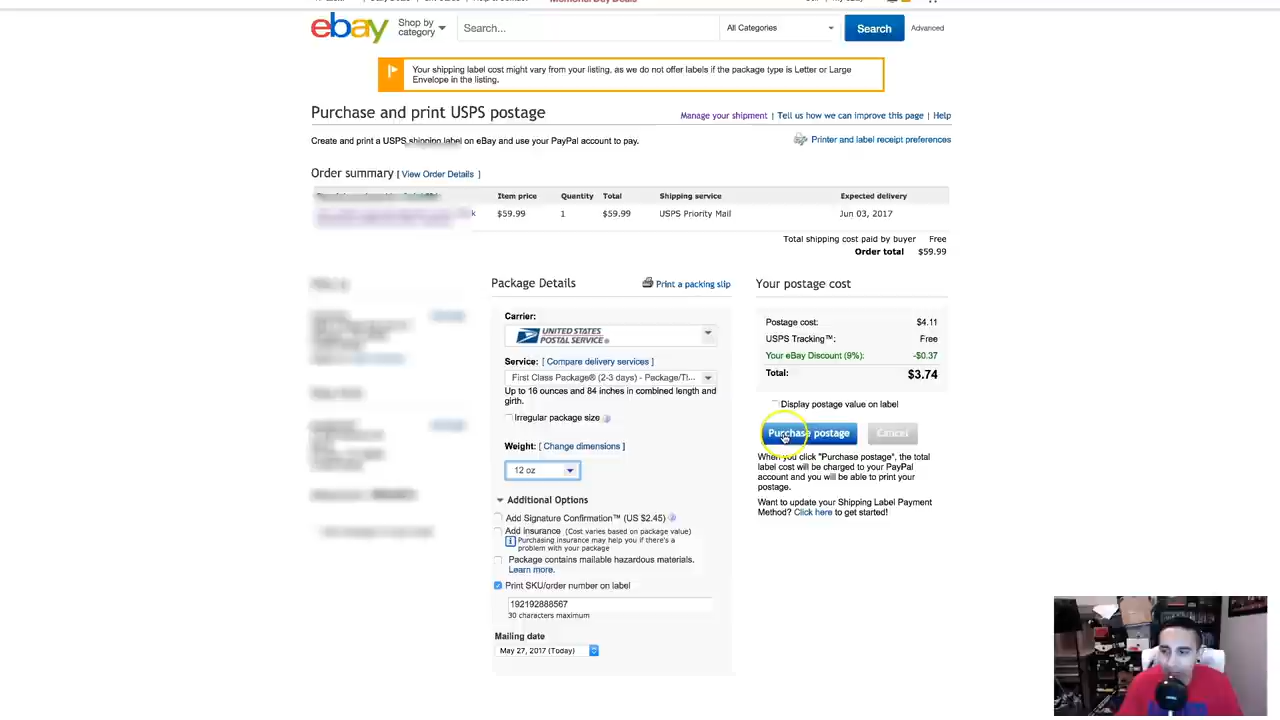 Memorial Day Deals
ebay
Shop by
category
Search...
All Categories
Search
Advanced
Your shipping label cost might vary from your listing, as we do not offer labels if the package type is Letter or Large
Envelope in the listing.
Purchase and print USPS postage
Manage your shipment | Tell us how we can improve this page | Help
Create and print a USPS shipping label on eBay and use your PayPal account to pay.
Printer and label receipt preferences
Order summary [ View Order Details ]
Item price Quantity Total Shipping service Expected delivery
$59.99 1 $59.99 USPS Priority Mail Jun 03, 2017
Total shipping cost paid by buyer Free
Order total $59.99
Package Details
Print a packing slip
Your postage cost
Carrier:
UNITED STATES
POSTAL SERVICE®
Service: [ Compare delivery services ]
First Class Package® (2-3 days) - Package/Th...
Up to 16 ounces and 84 inches in combined length and
girth.
Irregular package size
Weight: [ Change dimensions ]
12 oz
Additional Options
Add Signature Confirmation™ (US $2.45)
Add insurance (Cost varies based on package value)
Purchasing insurance may help you if there's a
problem with your package
Package contains mailable hazardous materials.
Learn more.
Print SKU/order number on label
192192888567
30 characters maximum
Mailing date
May 27, 2017 (Today)
Postage cost: $4.11
USPS Tracking™: Free
Your eBay Discount (9%): -$0.37
Total: $3.74
Display postage value on label
Purchase postage
Cancel
When you click "Purchase postage", the total
label cost will be charged to your PayPal
account and you will be able to print your
postage.
Want to update your Shipping Label Payment
Method? Click here to get started!